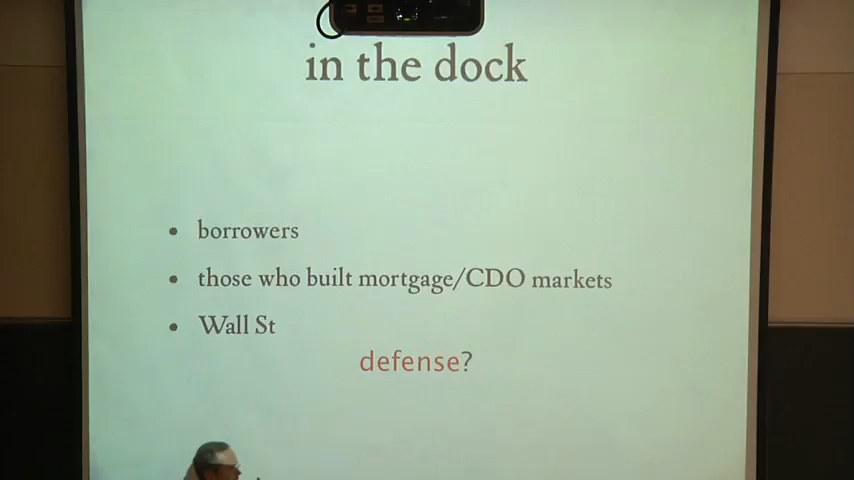 in the dock
• borrowers
• those who built mortgage/CDO markets
• Wall St
defense?